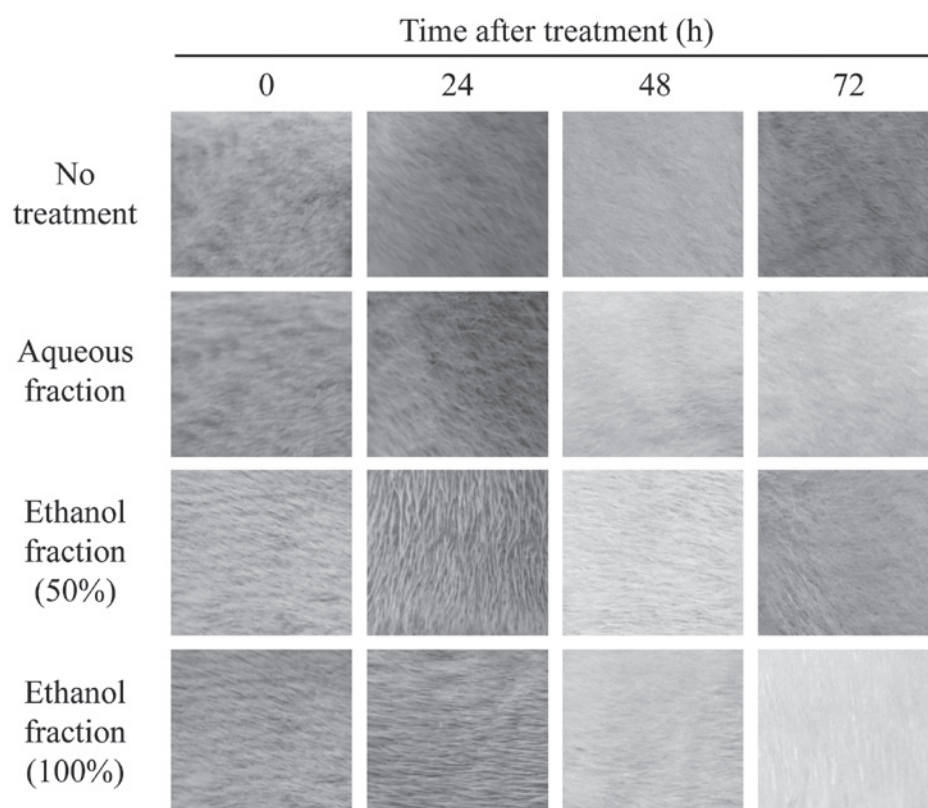 Time after treatment (h)
0 24 48 72
No
treatment
Aqueous
fraction
Ethanol
fraction
(50%)
Ethanol
fraction
(100%)